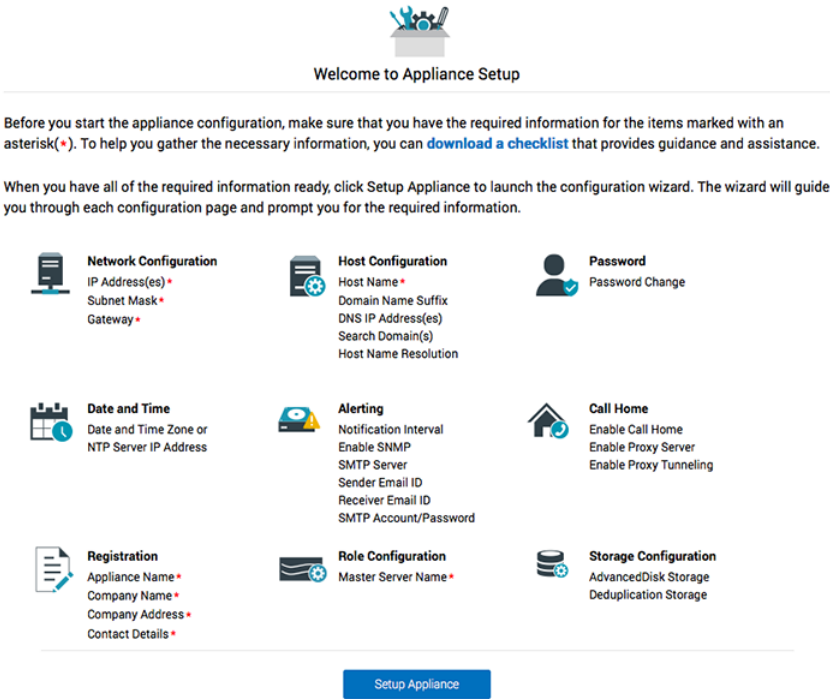 Welcome to Appliance Setup
Before you start the appliance configuration, make sure that you have the required information for the items marked with an
asterisk(*). To help you gather the necessary information, you can download a checklist that provides guidance and assistance.
When you have all of the required information ready, click Setup Appliance to launch the configuration wizard. The wizard will guide
you through each configuration page and prompt you for the required information.
Network Configuration
IP Address(es)*
Subnet Mask*
Gateway*
Host Configuration
Host Name*
Domain Name Suffix
DNS IP Address(es)
Search Domain(s)
Host Name Resolution
Password
Password Change
Date and Time
Date and Time Zone or
NTP Server IP Address
Alerting
Notification Interval
Enable SNMP
SMTP Server
Sender Email ID
Receiver Email ID
SMTP Account/Password
Call Home
Enable Call Home
Enable Proxy Server
Enable Proxy Tunneling
Registration
Appliance Name*
Company Name*
Company Address*
Contact Details*
Role Configuration
Master Server Name*
Storage Configuration
AdvancedDisk Storage
Deduplication Storage
Setup Appliance